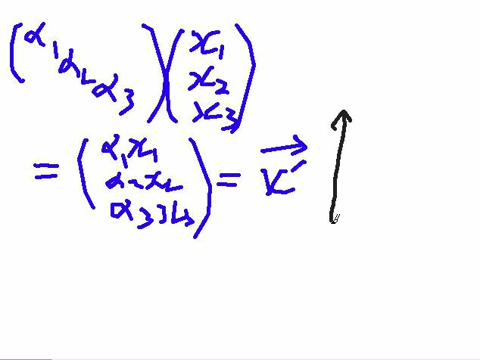 (α₁ α₂ α₃)(x₁ x₂ x₃)
= (α₁x₁ α₂x₂ α₃x₃) = x⃗′